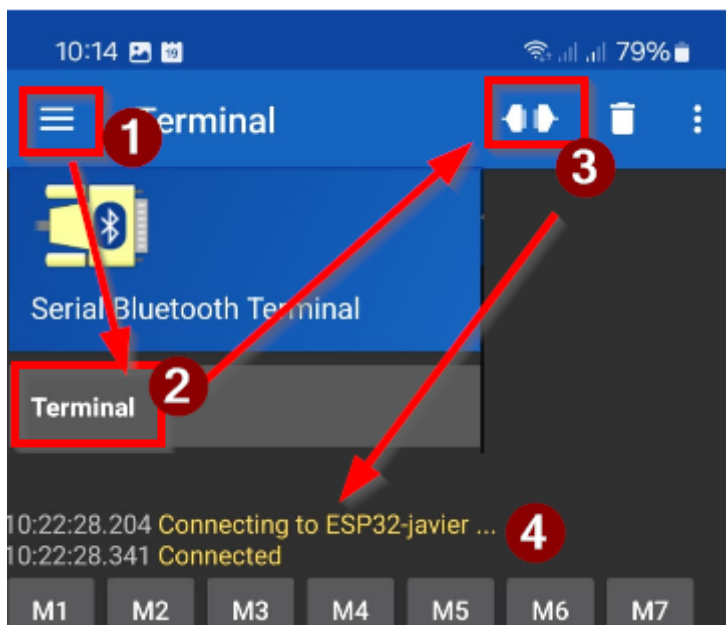 10:14 19 79%
1 Terminal
3
Serial Bluetooth Terminal
2
Terminal
10:22:28.204 Connecting to ESP32-javier ...
4
10:22:28.341 Connected
M1 M2 M3 M4 M5 M6 M7